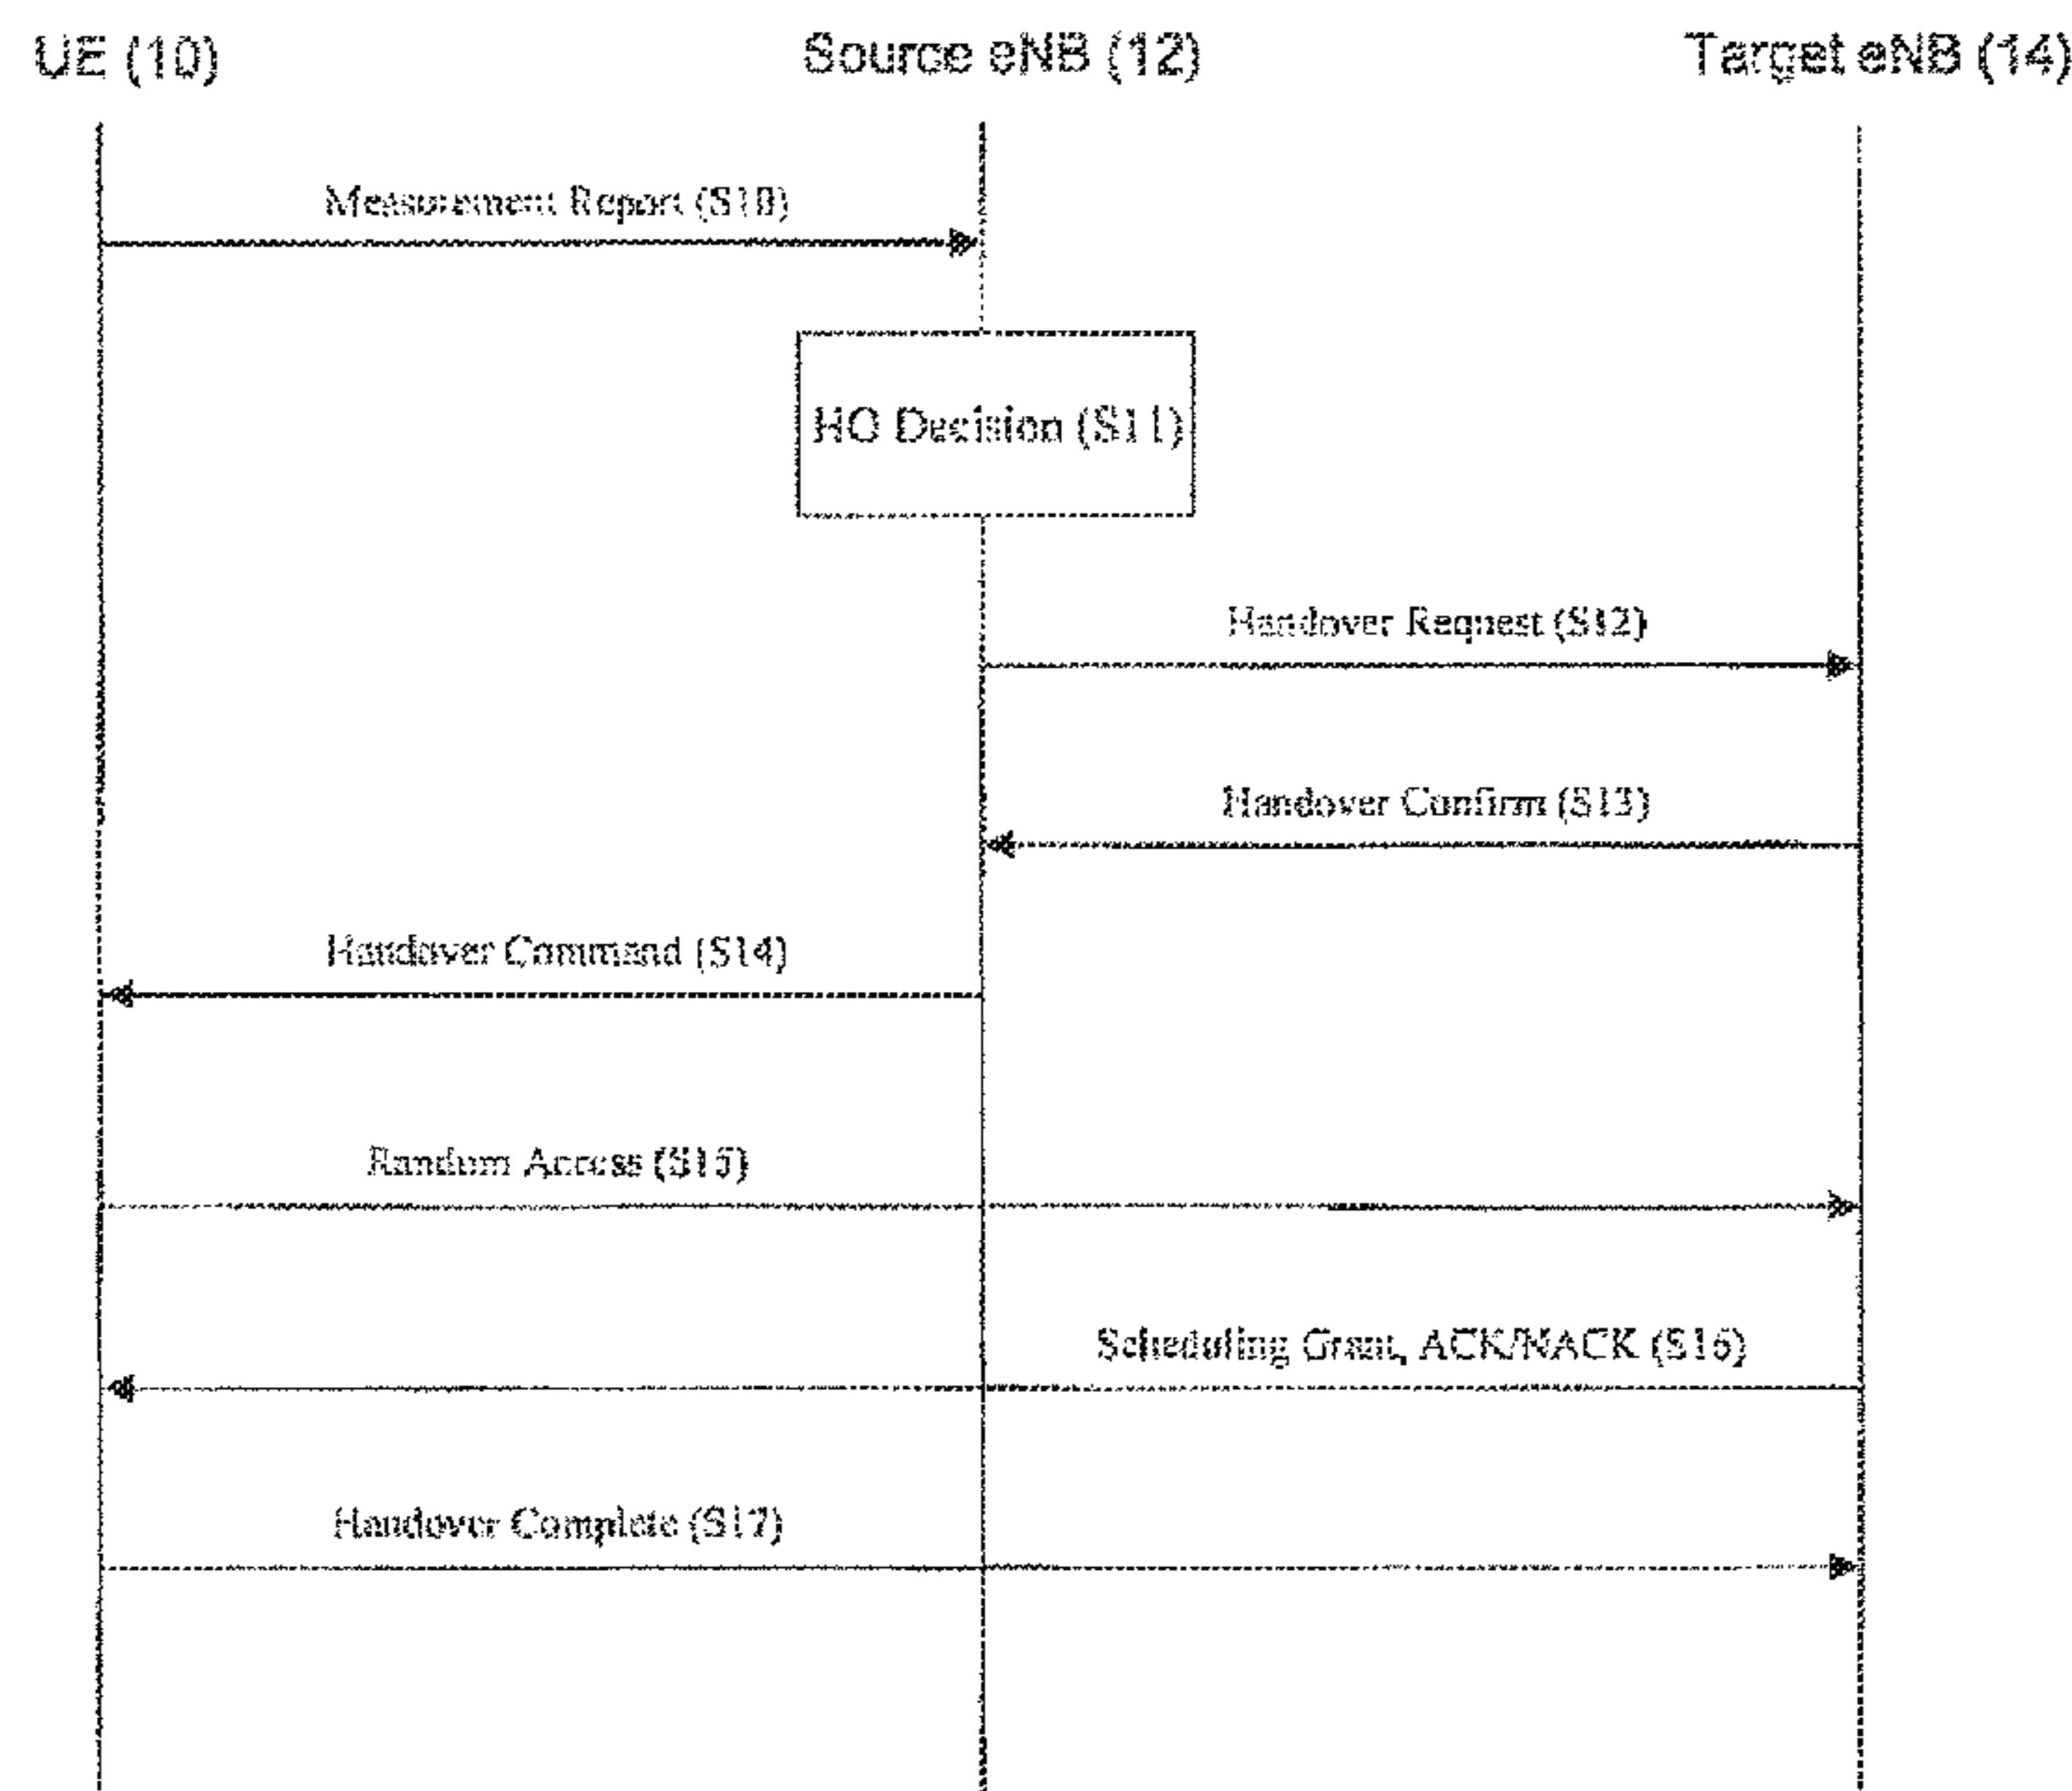 UE (10)
Source eNB (12)
Target eNB (14)
Measurement Report (S10)
HO Decision (S11)
Handover Request (S12)
Handover Confirm (S13)
Handover Command (S14)
Random Access (S15)
Scheduling Grant, ACK/NACK (S16)
Handover Complete (S17)